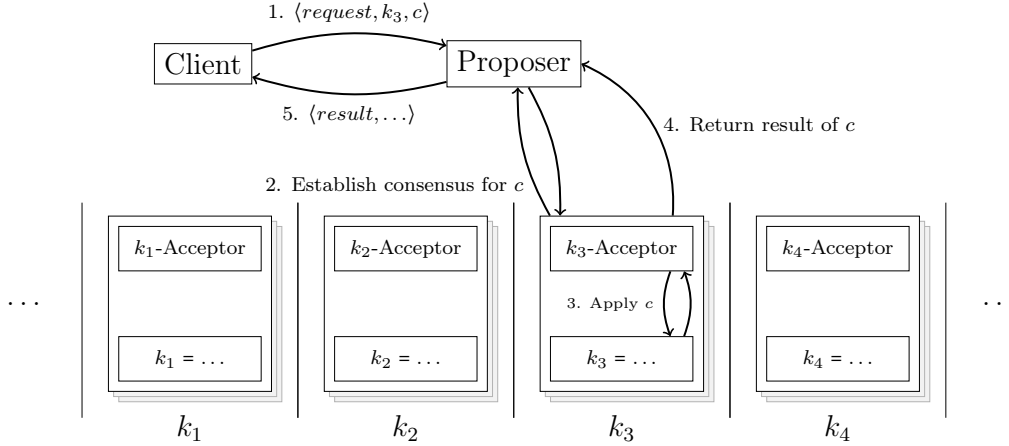 1. ⟨request, k₃, c⟩
Client
Proposer
5. ⟨result, . . .⟩
4. Return result of c
2. Establish consensus for c
k₁-Acceptor
k₂-Acceptor
k₃-Acceptor
k₄-Acceptor
. . .
3. Apply c
. .
k₁ = . . .
k₂ = . . .
k₃ = . . .
k₄ = . . .
k₁
k₂
k₃
k₄